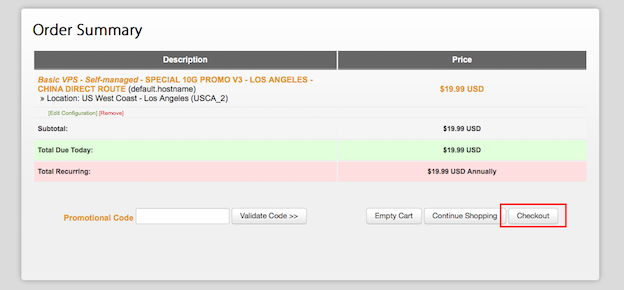 Order Summary
Description Price
Basic VPS - Self-managed - SPECIAL 10G PROMO V3 - LOS ANGELES -
CHINA DIRECT ROUTE (default.hostname) $19.99 USD
» Location: US West Coast - Los Angeles (USCA_2)
[Edit Configuration] [Remove]
Subtotal: $19.99 USD
Total Due Today: $19.99 USD
Total Recurring: $19.99 USD Annually
Promotional Code Validate Code >> Empty Cart Continue Shopping Checkout